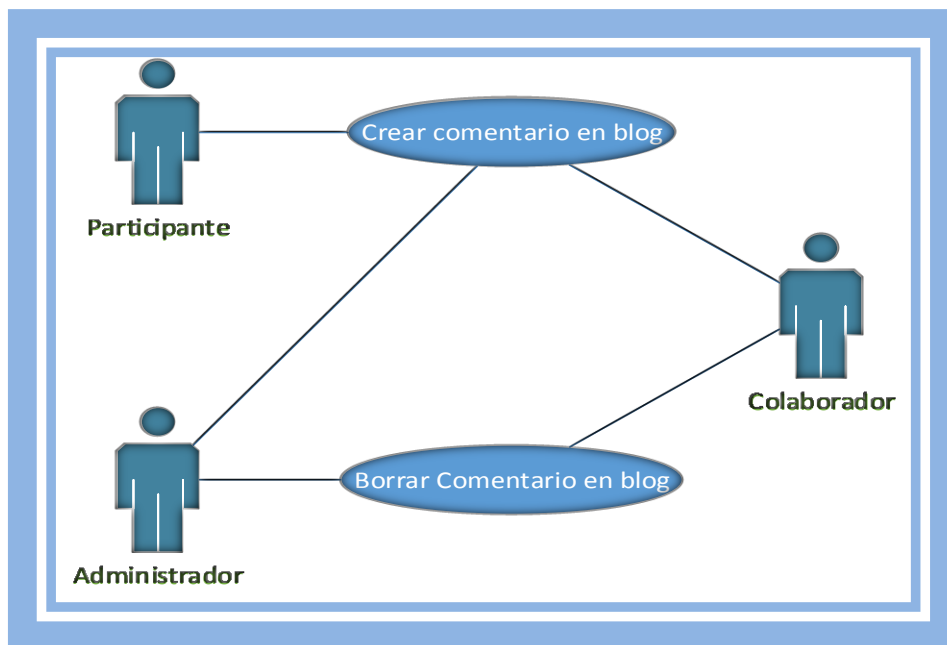 Crear comentario en blog
Participante
Colaborador
Borrar Comentario en blog
Administrador